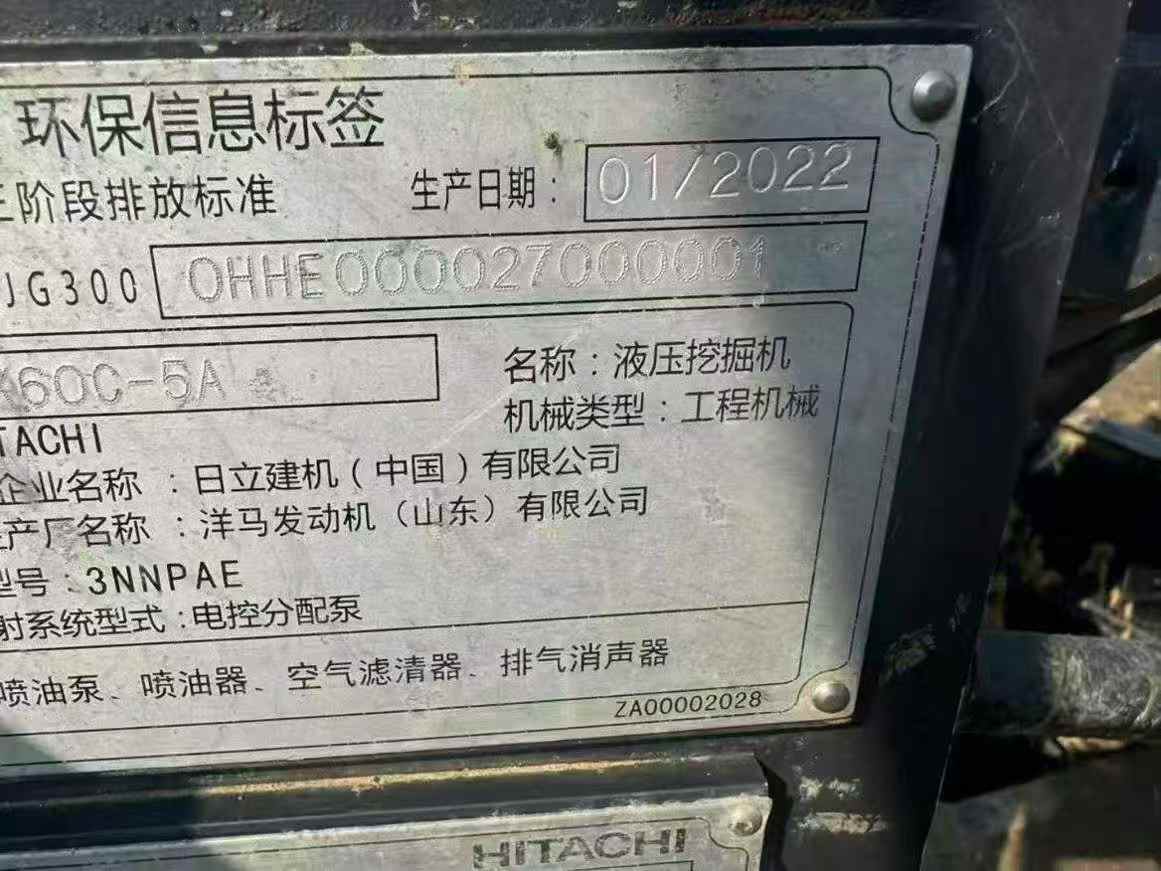 环保信息标签
三阶段排放标准 生产日期: 01/2022
JG300 0HHE000027000001
X60C-5A 名称:液压挖掘机
机械类型:工程机械
TACHI
企业名称 :日立建机(中国)有限公司
生产厂名称 :洋马发动机(山东)有限公司
型号:3NNPAE
射系统型式:电控分配泵
喷油泵、喷油器、空气滤清器、排气消声器
ZA00002028
HITACHI